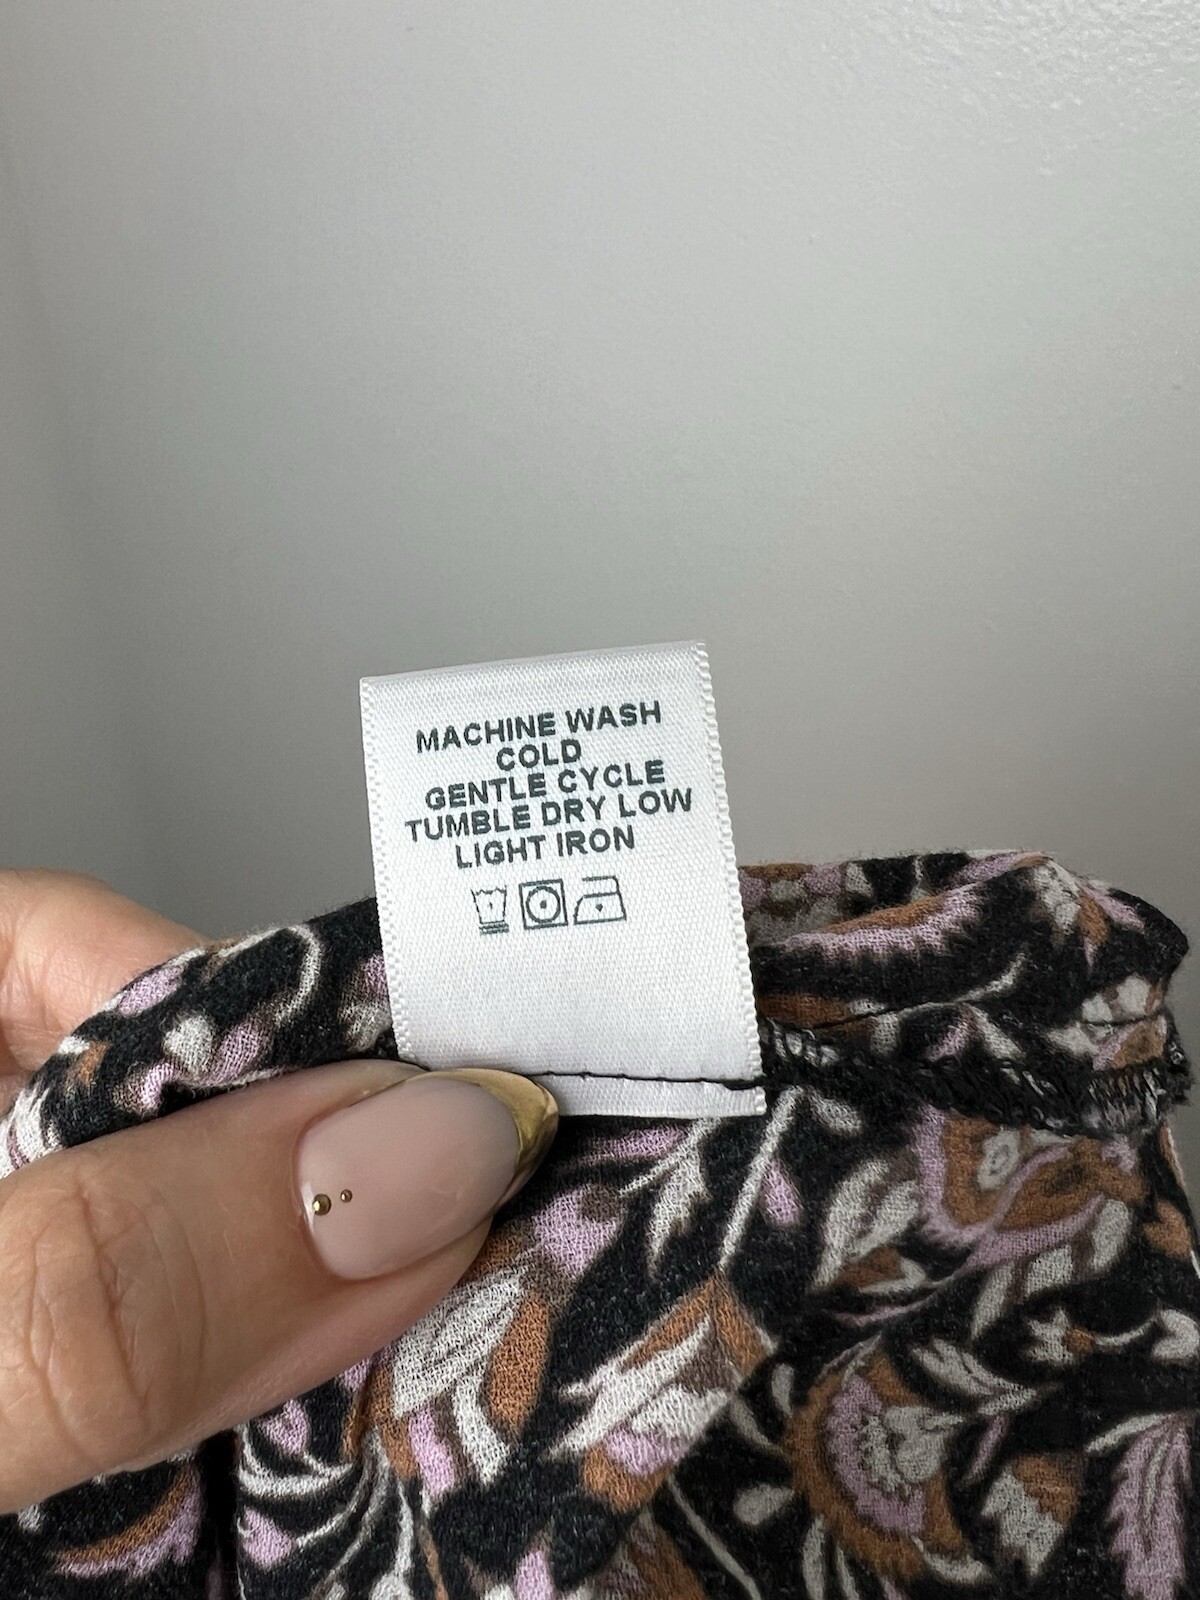 MACHINE WASH
COLD
GENTLE CYCLE
TUMBLE DRY LOW
LIGHT IRON